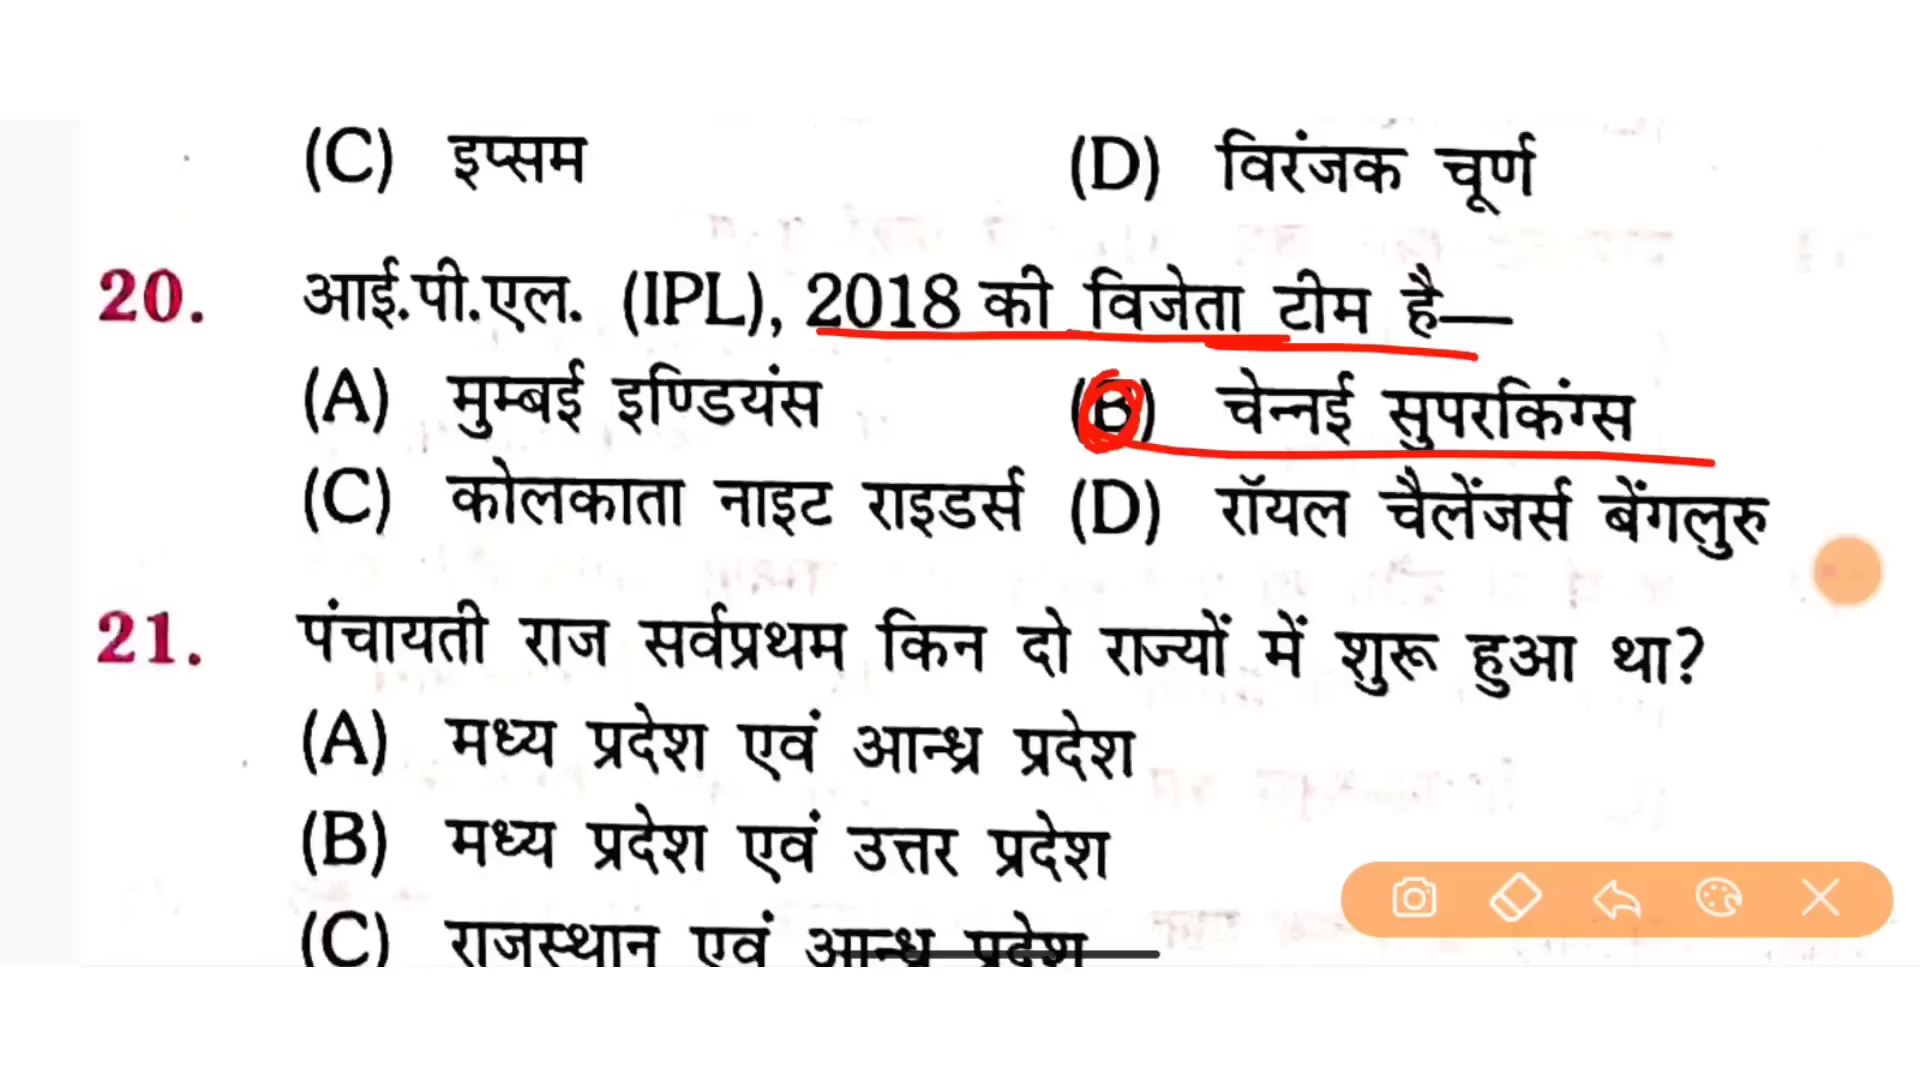 (C) इप्सम (D) विरंजक चूर्ण
20. आई.पी.एल. (IPL), 2018 की विजेता टीम है—
(A) मुम्बई इण्डियंस (B) चेन्नई सुपरकिंग्स
(C) कोलकाता नाइट राइडर्स (D) रॉयल चैलेंजर्स बेंगलुरु
21. पंचायती राज सर्वप्रथम किन दो राज्यों में शुरू हुआ था?
(A) मध्य प्रदेश एवं आन्ध्र प्रदेश
(B) मध्य प्रदेश एवं उत्तर प्रदेश
(C) राजस्थान एवं आन्ध्र प्रदेश